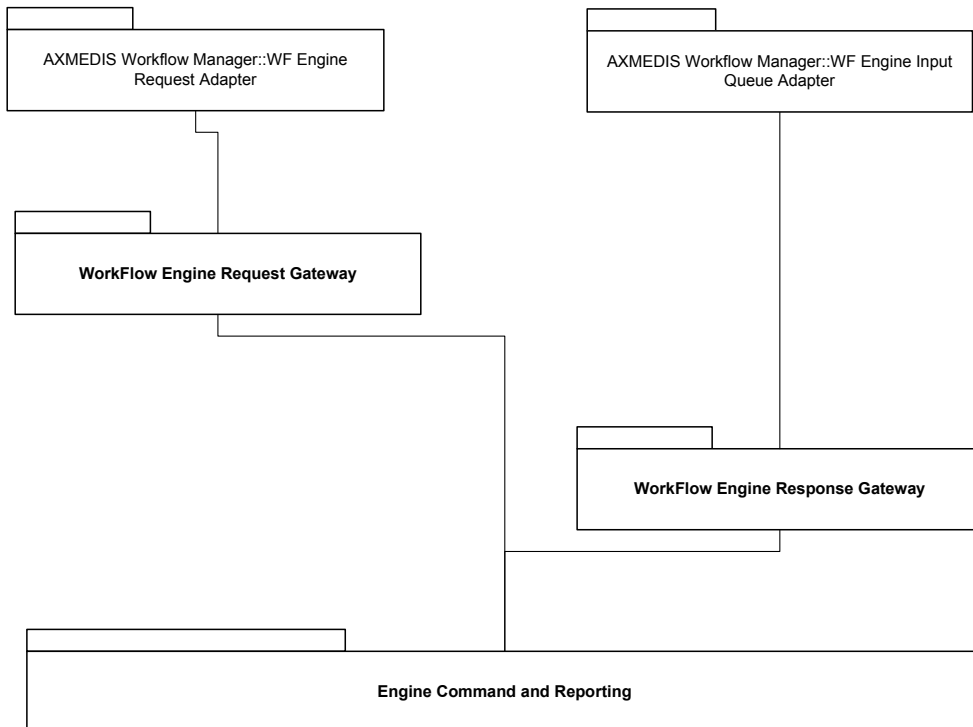 AXMEDIS Workflow Manager::WF Engine
Request Adapter
AXMEDIS Workflow Manager::WF Engine Input
Queue Adapter
WorkFlow Engine Request Gateway
WorkFlow Engine Response Gateway
Engine Command and Reporting